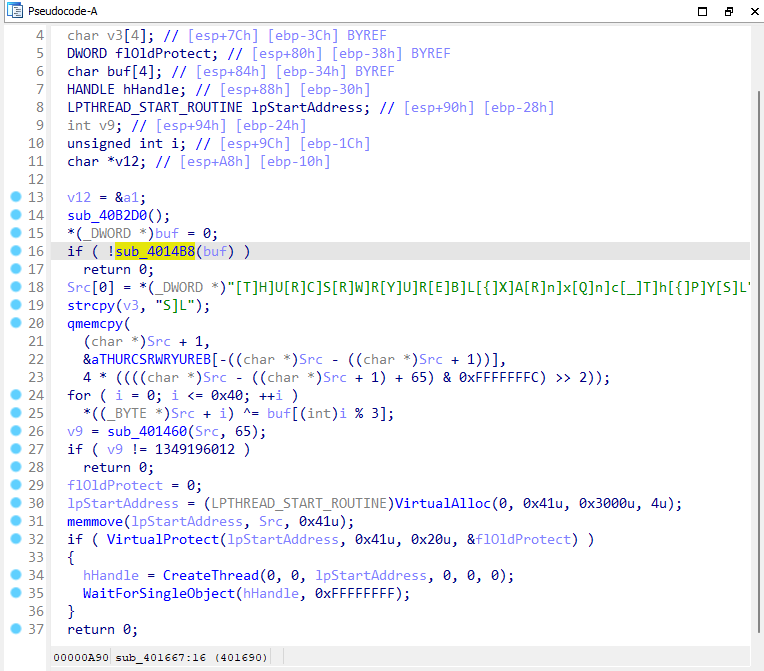 Pseudocode-A
4 char v3[4]; // [esp+7Ch] [ebp-3Ch] BYREF
5 DWORD flOldProtect; // [esp+80h] [ebp-38h] BYREF
6 char buf[4]; // [esp+84h] [ebp-34h] BYREF
7 HANDLE hHandle; // [esp+88h] [ebp-30h]
8 LPTHREAD_START_ROUTINE lpStartAddress; // [esp+90h] [ebp-28h]
9 int v9; // [esp+94h] [ebp-24h]
10 unsigned int i; // [esp+9Ch] [ebp-1Ch]
11 char *v12; // [esp+A8h] [ebp-10h]
12
13 v12 = &a1;
14 sub_40B2D0();
15 *(_DWORD *)buf = 0;
16 if ( !sub_4014B8(buf) )
17 return 0;
18 Src[0] = *(_DWORD *)"[T]H]U[R]C]S[R]W]R[Y]U]R[E]B]L[{]X]A[R]n]x[Q]n]c[_]T]h[{]P]Y[S]L"
19 strcpy(v3, "S]L");
20 qmemcpy(
21 (char *)Src + 1,
22 &aTHURCSRWRYUREB[-((char *)Src - ((char *)Src + 1))],
23 4 * ((((char *)Src - ((char *)Src + 1) + 65) & 0xFFFFFFFC) >> 2));
24 for ( i = 0; i <= 0x40; ++i )
25 *((_BYTE *)Src + i) ^= buf[(int)i % 3];
26 v9 = sub_401460(Src, 65);
27 if ( v9 != 1349196012 )
28 return 0;
29 flOldProtect = 0;
30 lpStartAddress = (LPTHREAD_START_ROUTINE)VirtualAlloc(0, 0x41u, 0x3000u, 4u);
31 memmove(lpStartAddress, Src, 0x41u);
32 if ( VirtualProtect(lpStartAddress, 0x41u, 0x20u, &flOldProtect) )
33 {
34 hHandle = CreateThread(0, 0, lpStartAddress, 0, 0, 0);
35 WaitForSingleObject(hHandle, 0xFFFFFFFF);
36 }
37 return 0;
00000A90 sub_401667:16 (401690)